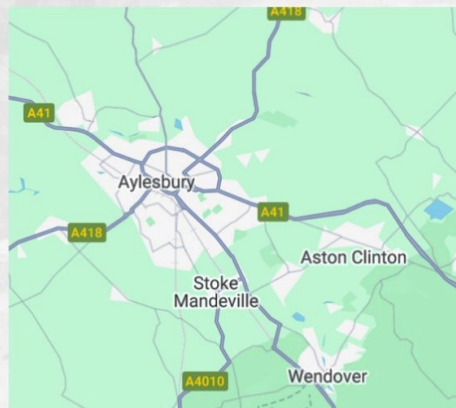 A418
A41
Aylesbury
A418
A41
Aston Clinton
Stoke
Mandeville
A4010
Wendover